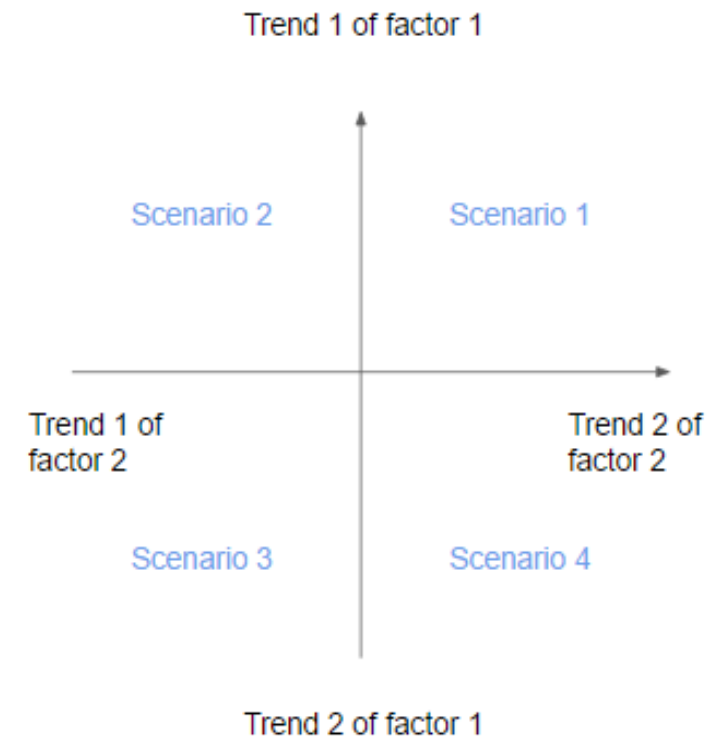 Trend 1 of factor 1
Scenario 2
Scenario 1
Trend 1 of
factor 2
Trend 2 of
factor 2
Scenario 3
Scenario 4
Trend 2 of factor 1